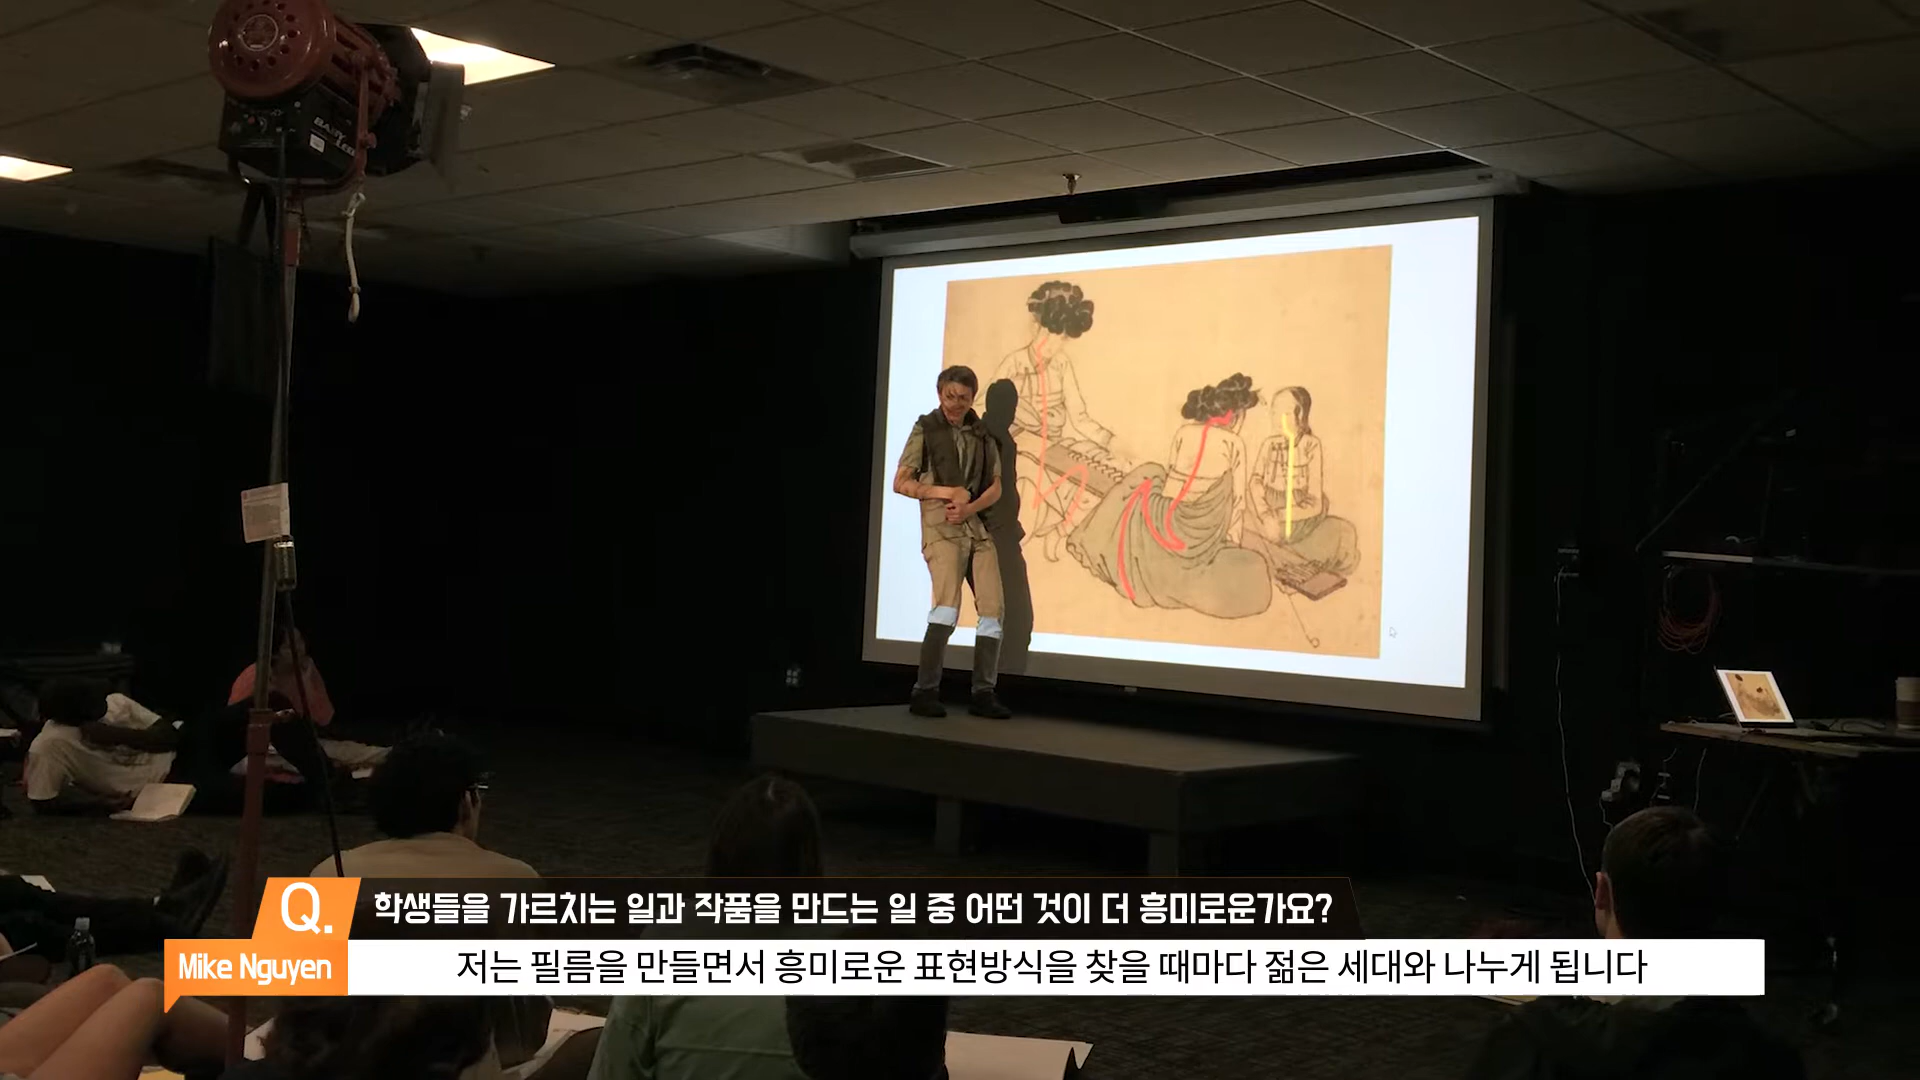 BABY
Q.
학생들을 가르치는 일과 작품을 만드는 일 중 어떤 것이 더 흥미로운가요?
Mike Nguyen
저는 필름을 만들면서 흥미로운 표현방식을 찾을 때마다 젊은 세대와 나누게 됩니다